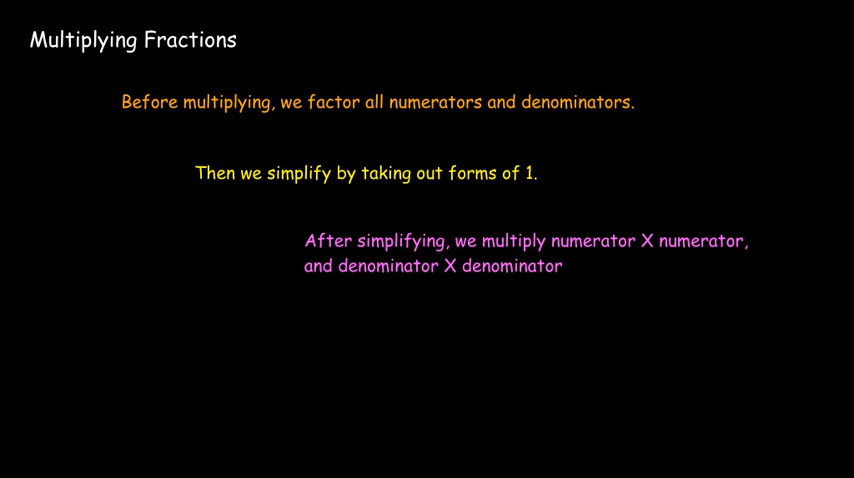 Multiplying Fractions
Before multiplying, we factor all numerators and denominators.
Then we simplify by taking out forms of 1.
After simplifying, we multiply numerator X numerator,
and denominator X denominator